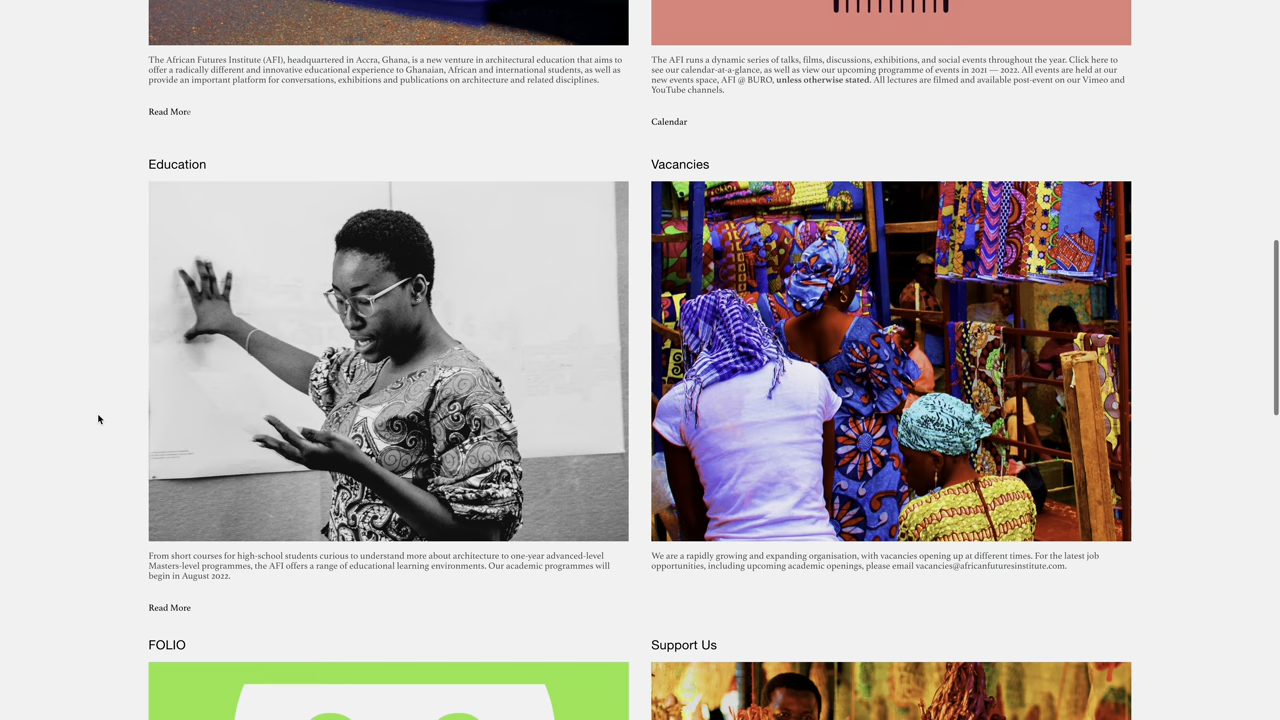 The African Futures Institute (AFI), headquartered in Accra, Ghana, is a new venture in architectural education that aims to
offer a radically different and innovative educational experience to Ghanaian, African and international students, as well as
provide an important platform for conversations, exhibitions and publications on architecture and related disciplines.
Read More
The AFI runs a dynamic series of talks, films, discussions, exhibitions, and social events throughout the year. Click here to
see our calendar-at-a-glance, as well as view our upcoming programme of events in 2021 — 2022. All events are held at our
new events space, AFI @ BURO, unless otherwise stated. All lectures are filmed and available post-event on our Vimeo and
YouTube channels.
Calendar
Education
From short courses for high-school students curious to understand more about architecture to one-year advanced-level
Masters-level programmes, the AFI offers a range of educational learning environments. Our academic programmes will
begin in August 2022.
Read More
Vacancies
We are a rapidly growing and expanding organisation, with vacancies opening up at different times. For the latest job
opportunities, including upcoming academic openings, please email vacancies@africanfuturesinstitute.com.
FOLIO
Support Us